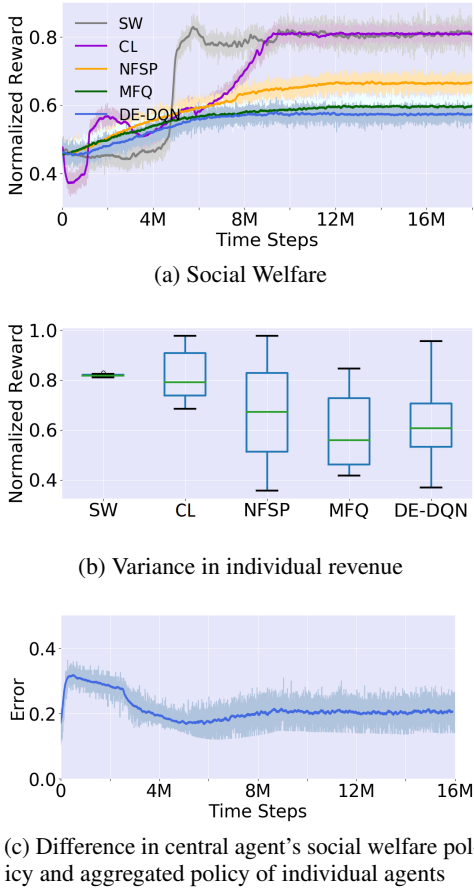 SW
CL
NFSP
MFQ
DE-DQN
Normalized Reward
0.8
0.6
0.4
0 4M 8M 12M 16M
Time Steps
(a) Social Welfare
Normalized Reward
1.0
0.8
0.6
0.4
SW CL NFSP MFQ DE-DQN
(b) Variance in individual revenue
Error
0.4
0.2
0.0
0 4M 8M 12M 16M
Time Steps
(c) Difference in central agent's social welfare pol-
icy and aggregated policy of individual agents